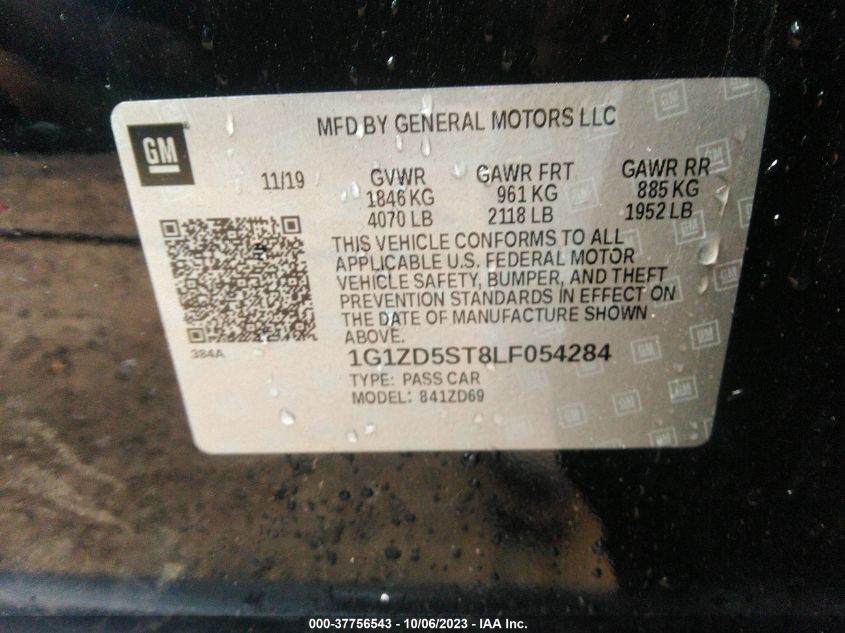 MFD BY GENERAL MOTORS LLC
GM
11/19 GVWR GAWR FRT GAWR RR
1846 KG 961 KG 885 KG
4070 LB 2118 LB 1952 LB
THIS VEHICLE CONFORMS TO ALL
APPLICABLE U.S. FEDERAL MOTOR
VEHICLE SAFETY, BUMPER, AND THEFT
PREVENTION STANDARDS IN EFFECT ON
THE DATE OF MANUFACTURE SHOWN
ABOVE.
384A
1G1ZD5ST8LF054284
TYPE: PASS CAR
MODEL: 841ZD69
000-37756543 - 10/06/2023 - IAA Inc.